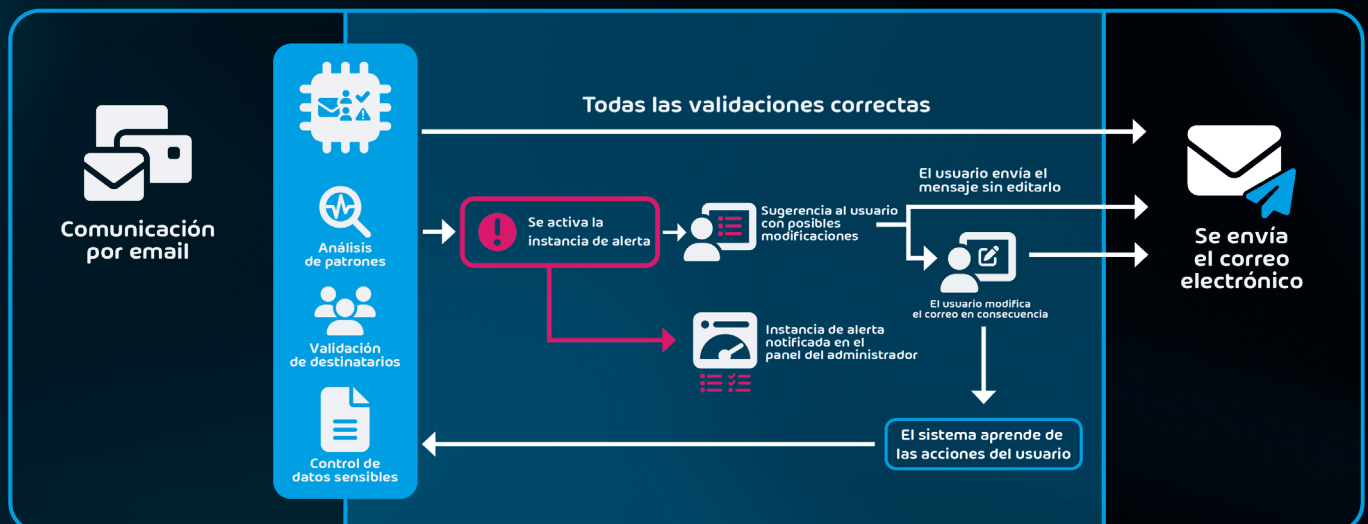 Comunicación
por email
Análisis
de patrones
Validación
de destinatarios
Control de
datos sensibles
Todas las validaciones correctas
Se activa la
instancia de alerta
Sugerencia al usuario
con posibles
modificaciones
El usuario envía el
mensaje sin editarlo
El usuario modifica
el correo en consecuencia
Instancia de alerta
notificada en el
panel del administrador
El sistema aprende de
las acciones del usuario
Se envía
el correo
electrónico